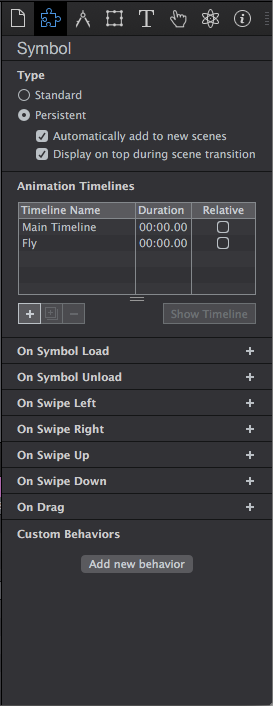 Symbol
Type
Standard
Persistent
Automatically add to new scenes
Display on top during scene transition
Animation Timelines
Timeline Name Duration Relative
Main Timeline 00:00.00
Fly 00:00.00
+ − Show Timeline
On Symbol Load +
On Symbol Unload +
On Swipe Left +
On Swipe Right +
On Swipe Up +
On Swipe Down +
On Drag +
Custom Behaviors
Add new behavior